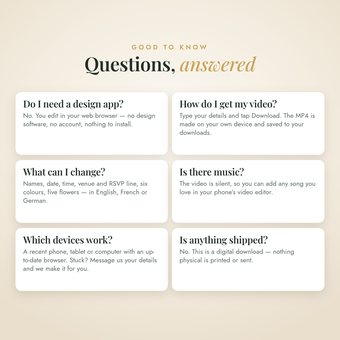 GOOD TO KNOW
Questions, answered
Do I need a design app?
No. You edit in your web browser — no design
software, no account, nothing to install.
How do I get my video?
Type your details and tap Download. The MP4 is
made on your own device and saved to your
downloads.
What can I change?
Names, date, time, venue and RSVP line, six
colours, five flowers — in English, French or
German.
Is there music?
The video is silent, so you can add any song you
love in your phone's video editor.
Which devices work?
A recent phone, tablet or computer with an up-
to-date browser. Stuck? Message us your details
and we make it for you.
Is anything shipped?
No. This is a digital download — nothing
physical is printed or sent.